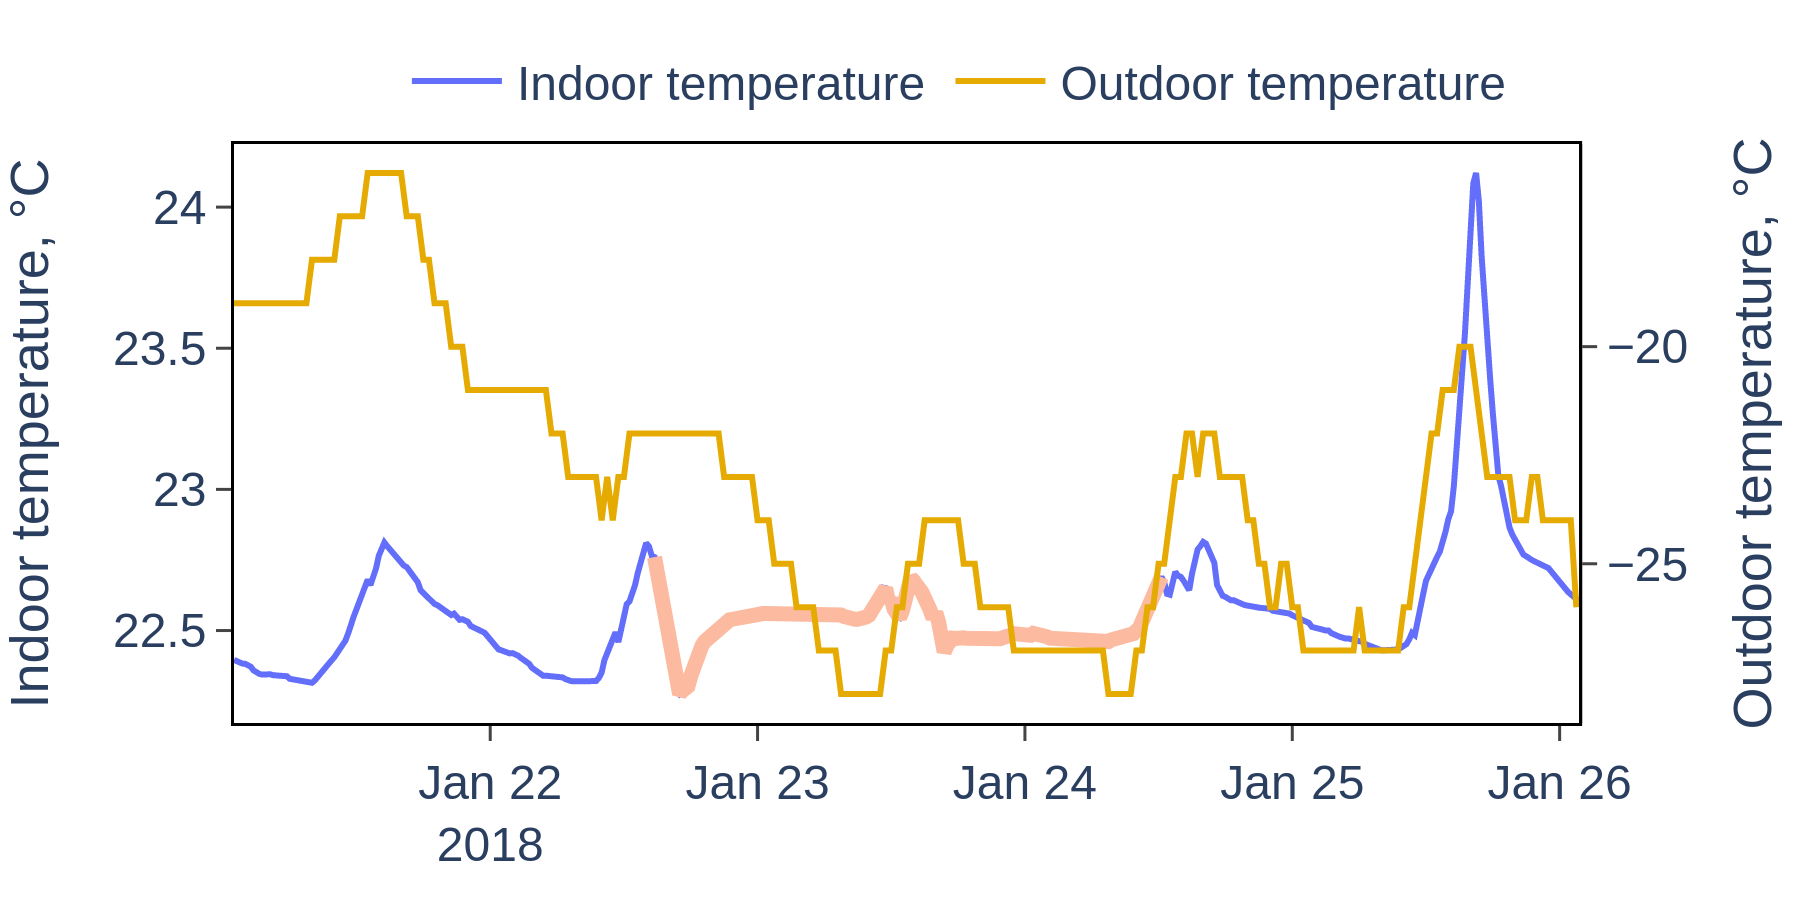 Indoor temperature
Outdoor temperature
Indoor temperature, °C
24
23.5
23
22.5
−20
−25
Outdoor temperature, °C
Jan 22
2018
Jan 23
Jan 24
Jan 25
Jan 26